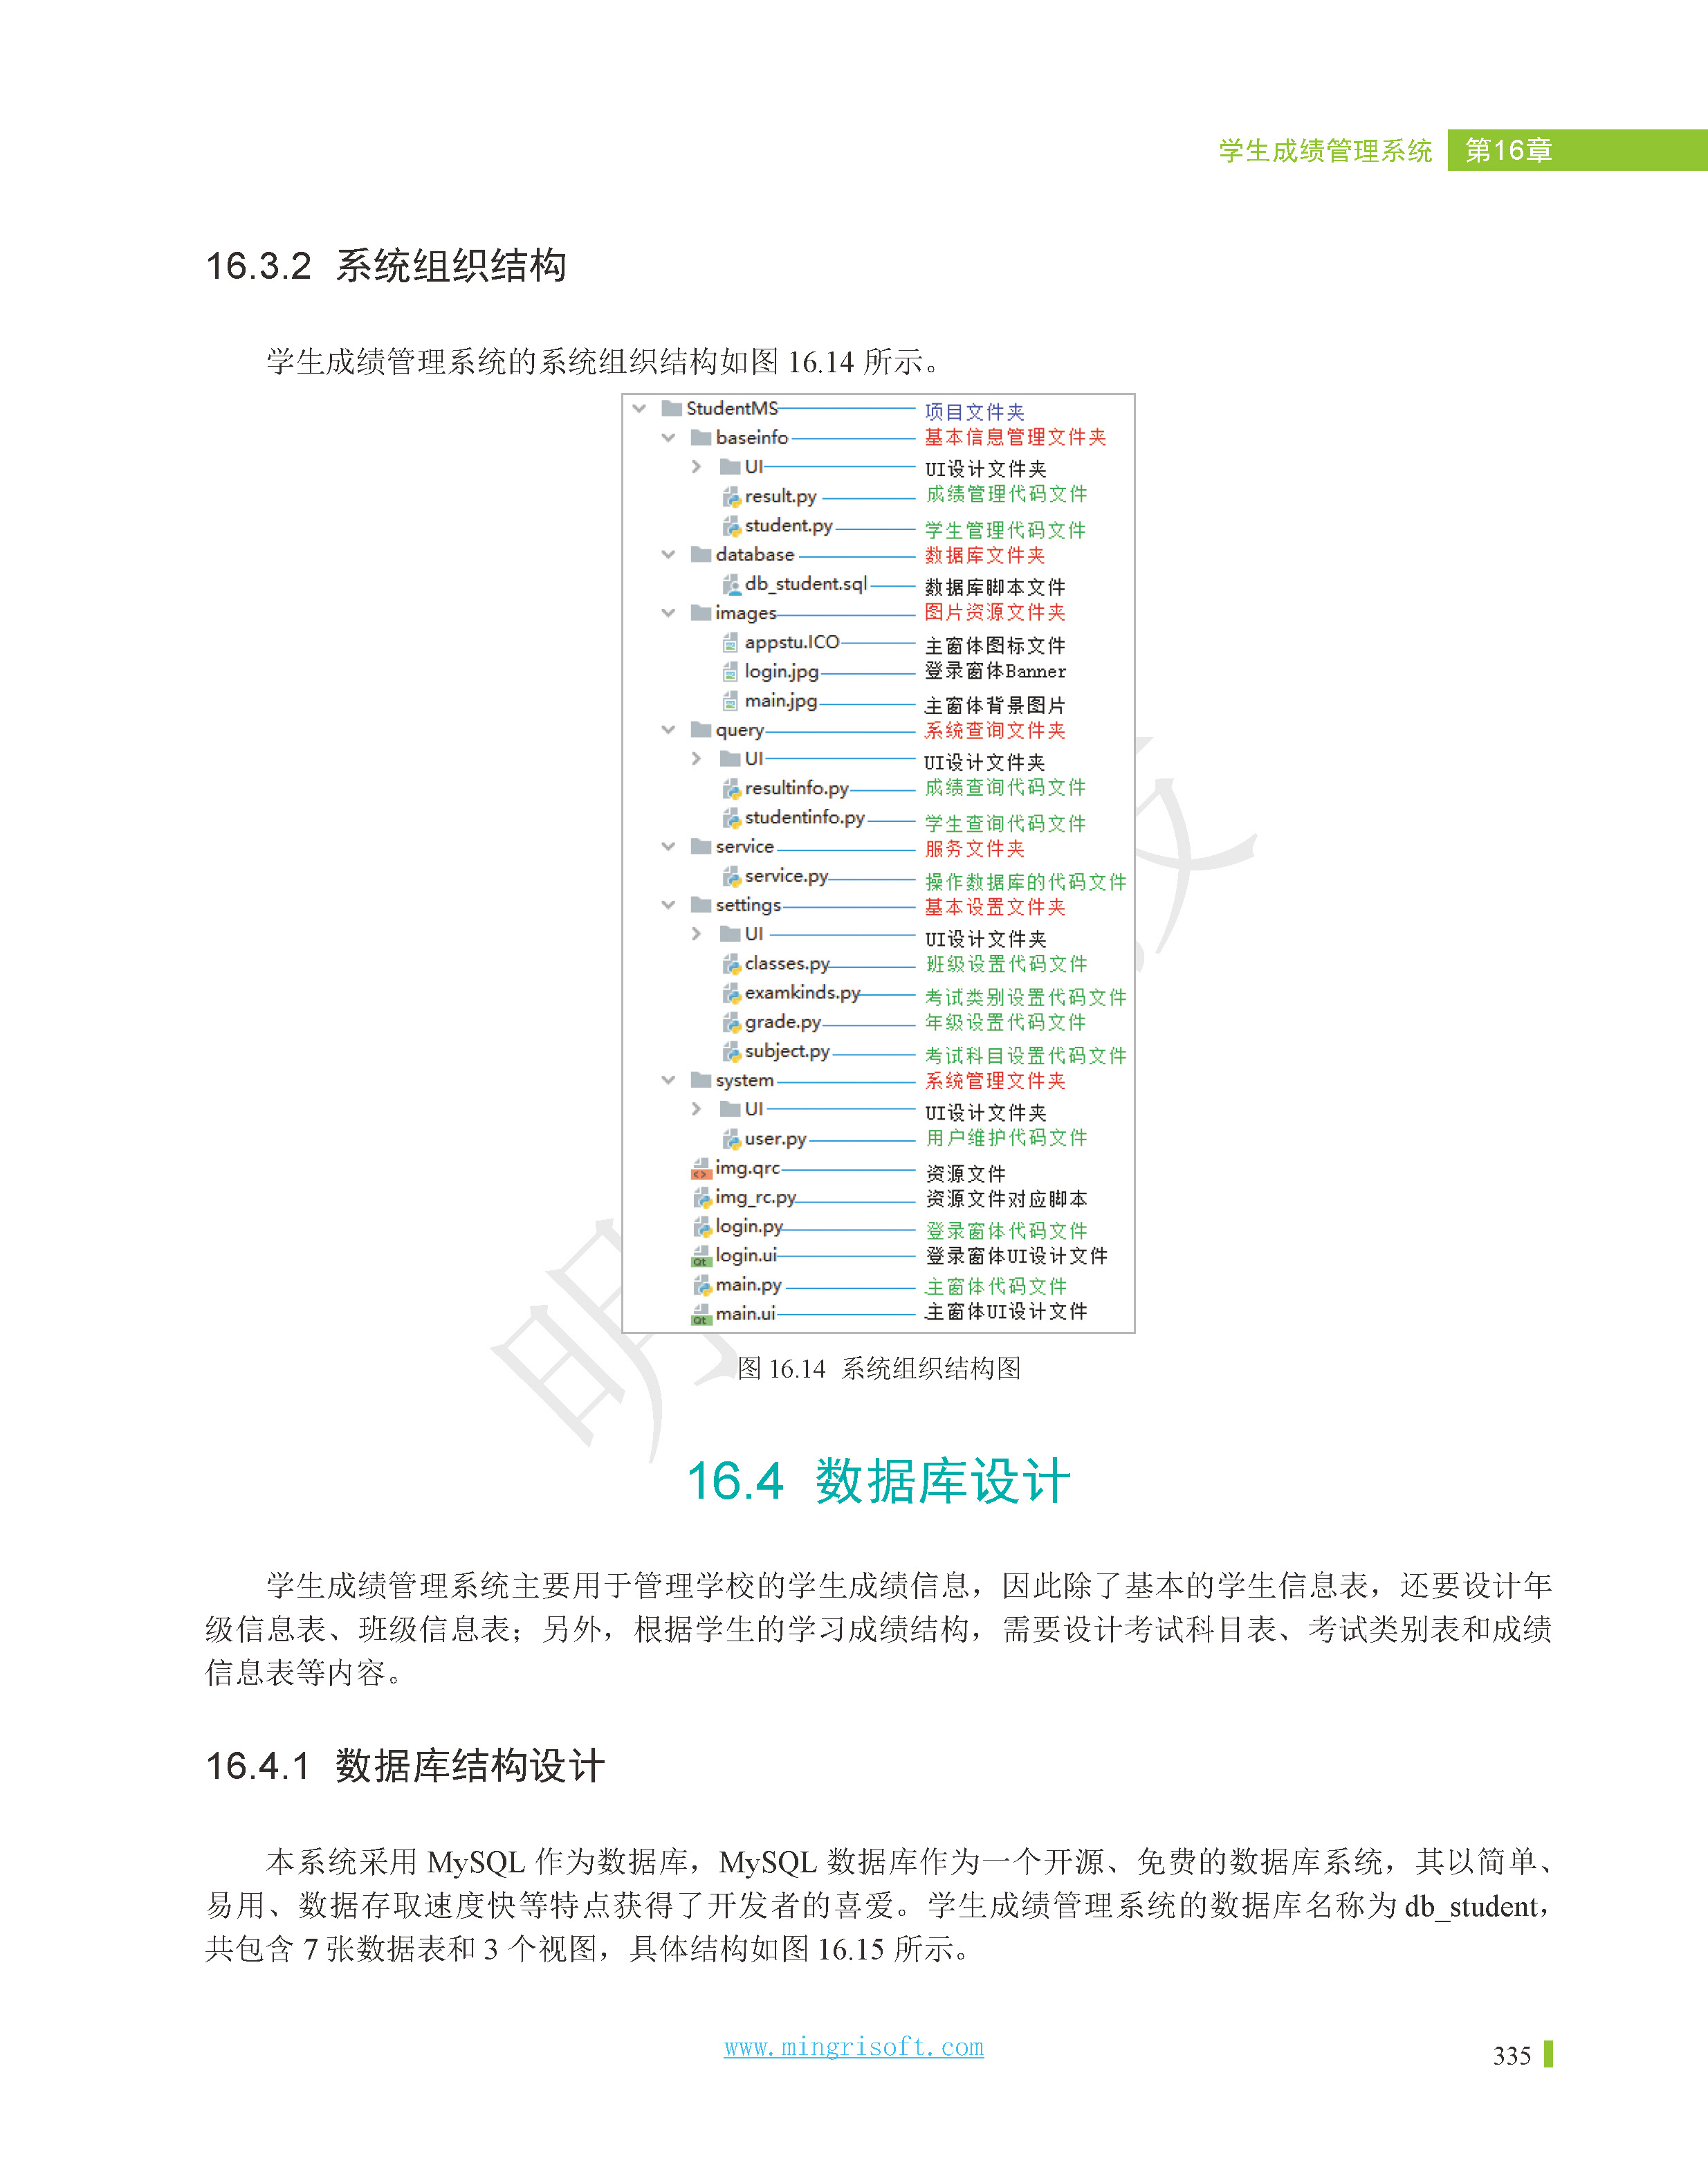 学生成绩管理系统 第16章
16.3.2 系统组织结构
学生成绩管理系统的系统组织结构如图 16.14 所示。
StudentMS 项目文件夹
baseinfo 基本信息管理文件夹
UI UI设计文件夹
result.py 成绩管理代码文件
student.py 学生管理代码文件
database 数据库文件夹
db_student.sql 数据库脚本文件
images 图片资源文件夹
appstu.ICO 主窗体图标文件
login.jpg 登录窗体Banner
main.jpg 主窗体背景图片
query 系统查询文件夹
UI UI设计文件夹
resultinfo.py 成绩查询代码文件
studentinfo.py 学生查询代码文件
service 服务文件夹
service.py 操作数据库的代码文件
settings 基本设置文件夹
UI UI设计文件夹
classes.py 班级设置代码文件
examkinds.py 考试类别设置代码文件
grade.py 年级设置代码文件
subject.py 考试科目设置代码文件
system 系统管理文件夹
UI UI设计文件夹
user.py 用户维护代码文件
img.qrc 资源文件
img_rc.py 资源文件对应脚本
login.py 登录窗体代码文件
login.ui 登录窗体UI设计文件
main.py 主窗体代码文件
main.ui 主窗体UI设计文件
图 16.14 系统组织结构图
16.4 数据库设计
学生成绩管理系统主要用于管理学校的学生成绩信息，因此除了基本的学生信息表，还要设计年
级信息表、班级信息表；另外，根据学生的学习成绩结构，需要设计考试科目表、考试类别表和成绩
信息表等内容。
16.4.1 数据库结构设计
本系统采用 MySQL 作为数据库，MySQL 数据库作为一个开源、免费的数据库系统，其以简单、
易用、数据存取速度快等特点获得了开发者的喜爱。学生成绩管理系统的数据库名称为 db_student，
共包含 7 张数据表和 3 个视图，具体结构如图 16.15 所示。
www.mingrisoft.com
335